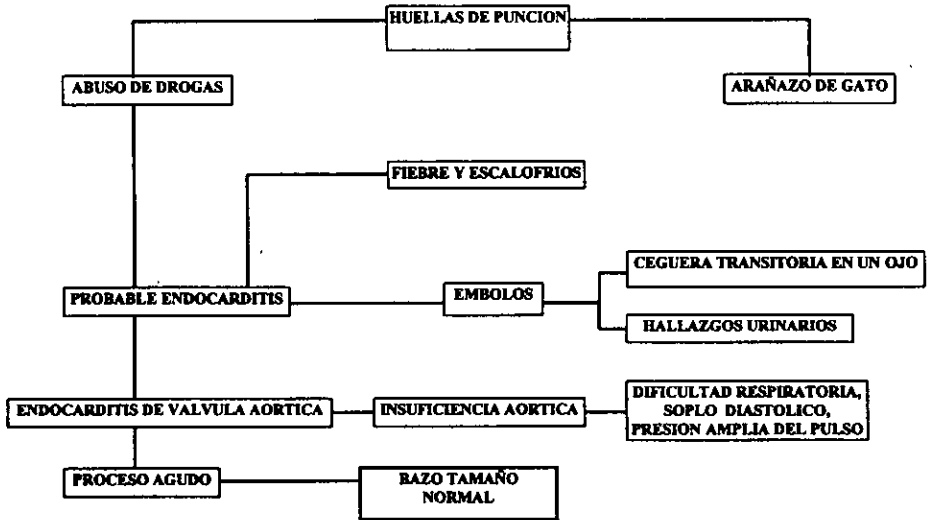 HUELLAS DE PUNCION
ABUSO DE DROGAS
ARAÑAZO DE GATO
FIEBRE Y ESCALOFRIOS
CEGUERA TRANSITORIA EN UN OJO
PROBABLE ENDOCARDITIS
EMBOLOS
HALLAZGOS URINARIOS
ENDOCARDITIS DE VALVULA AORTICA
INSUFICIENCIA AORTICA
DIFICULTAD RESPIRATORIA,
SOPLO DIASTOLICO,
PRESION AMPLIA DEL PULSO
PROCESO AGUDO
BAZO TAMAÑO
NORMAL